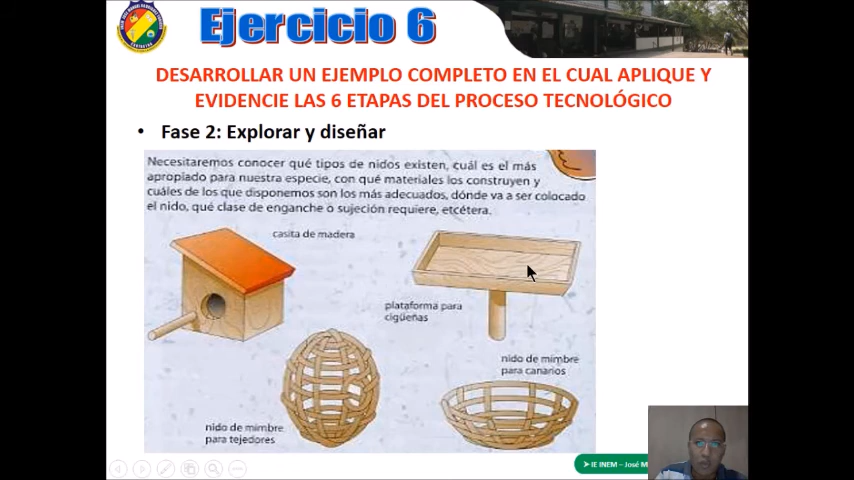 Ejercicio 6
DESARROLLAR UN EJEMPLO COMPLETO EN EL CUAL APLIQUE Y
EVIDENCIE LAS 6 ETAPAS DEL PROCESO TECNOLÓGICO
• Fase 2: Explorar y diseñar
Necesitaremos conocer qué tipos de nidos existen, cuál es el más
apropiado para nuestra especie, con qué materiales los construyen y
cuáles de los que disponemos son los más adecuados, dónde va a ser colocado
el nido, qué clase de enganche o sujeción requiere, etcétera.
casita de madera
plataforma para
cigüeñas
nido de mimbre
para canarios
nido de mimbre
para tejedores
➤ IE INEM – José M